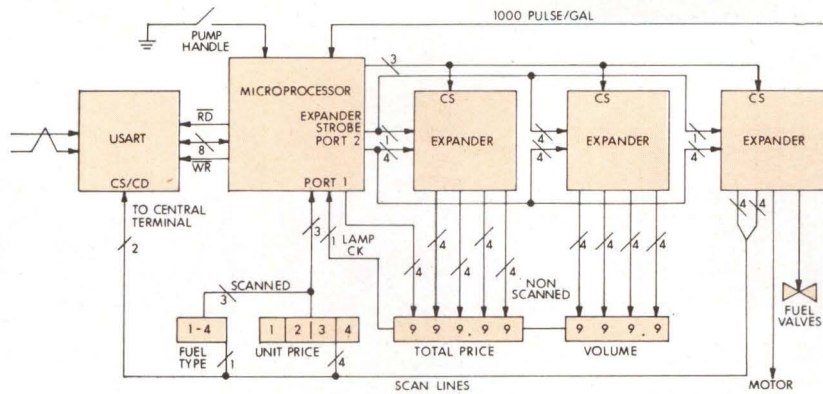 1000 PULSE/GAL
PUMP
HANDLE
3
MICROPROCESSOR
CS
CS
CS
USART
RD
8
WR
EXPANDER
STROBE
PORT 2
1
4
EXPANDER
4
4
EXPANDER
1
4
EXPANDER
CS/CD
PORT 1
TO CENTRAL
TERMINAL
2
3
1
LAMP
CK
4
4
4
4
4
4
4
4
4
4
4
SCANNED
3
NON
SCANNED
1-4
1 2 3 4
9 9 9.9 9
9 9 9.9
FUEL
TYPE
UNIT PRICE
TOTAL PRICE
VOLUME
FUEL
VALVES
1
4
SCAN LINES
MOTOR